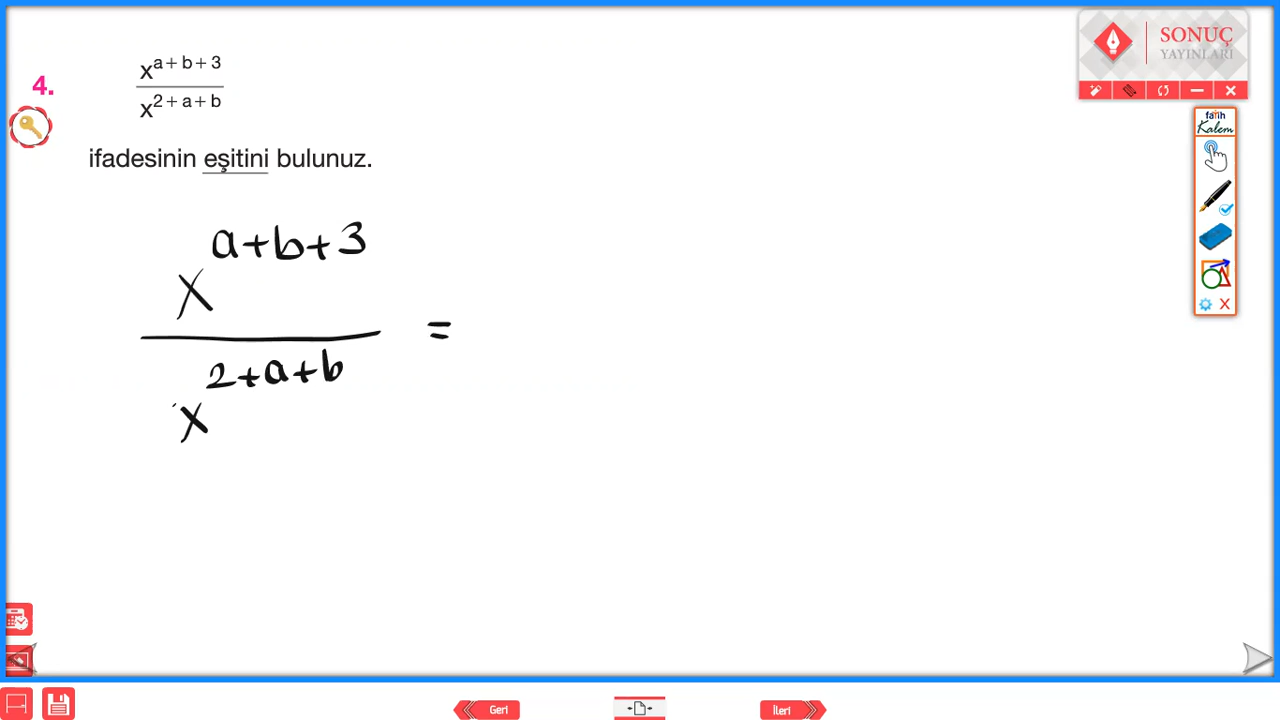 SONUÇ
YAYINLARI
fatih
Kalem
4.
x^{a+b+3}
x^{2+a+b}
ifadesinin eşitini bulunuz.
x^{a+b+3}
=
x^{2+a+b}
Geri
İleri